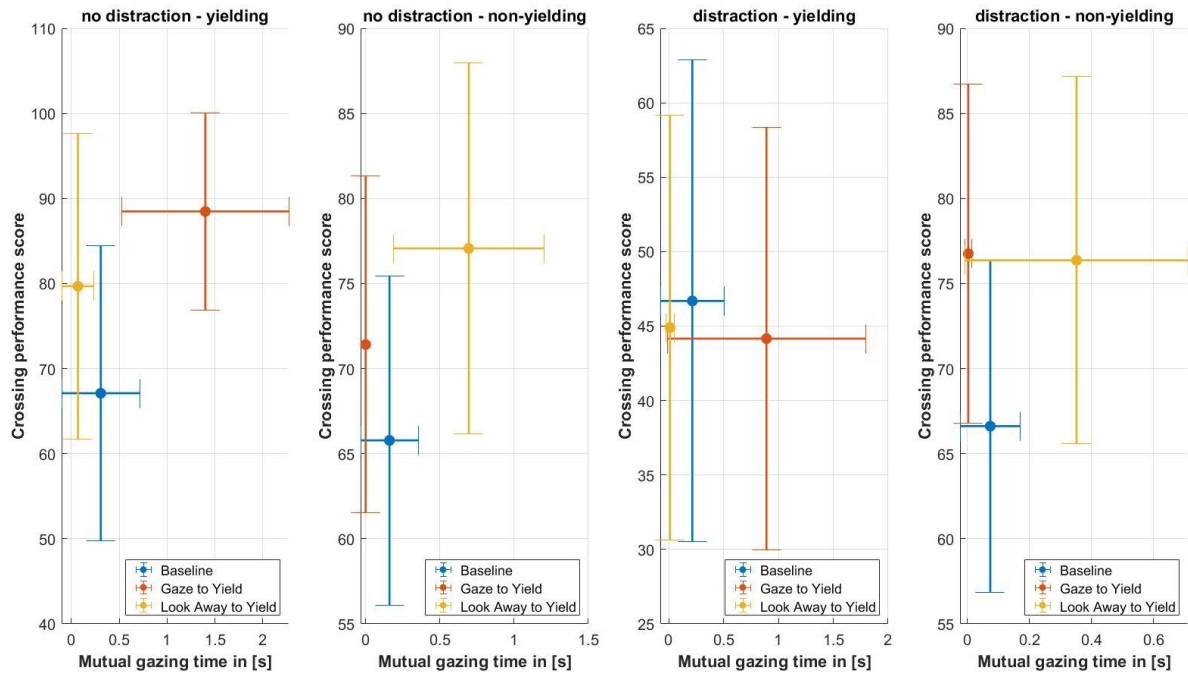 no distraction - yielding
110
100
90
80
70
60
50
40
Crossing performance score
0 0.5 1 1.5 2
Mutual gazing time in [s]
Baseline
Gaze to Yield
Look Away to Yield
no distraction - non-yielding
90
85
80
75
70
65
60
55
Crossing performance score
0 0.5 1 1.5
Mutual gazing time in [s]
Baseline
Gaze to Yield
Look Away to Yield
distraction - yielding
65
60
55
50
45
40
35
30
25
Crossing performance score
0 0.5 1 1.5 2
Mutual gazing time in [s]
Baseline
Gaze to Yield
Look Away to Yield
distraction - non-yielding
90
85
80
75
70
65
60
55
Crossing performance score
0 0.2 0.4 0.6
Mutual gazing time in [s]
Baseline
Gaze to Yield
Look Away to Yield